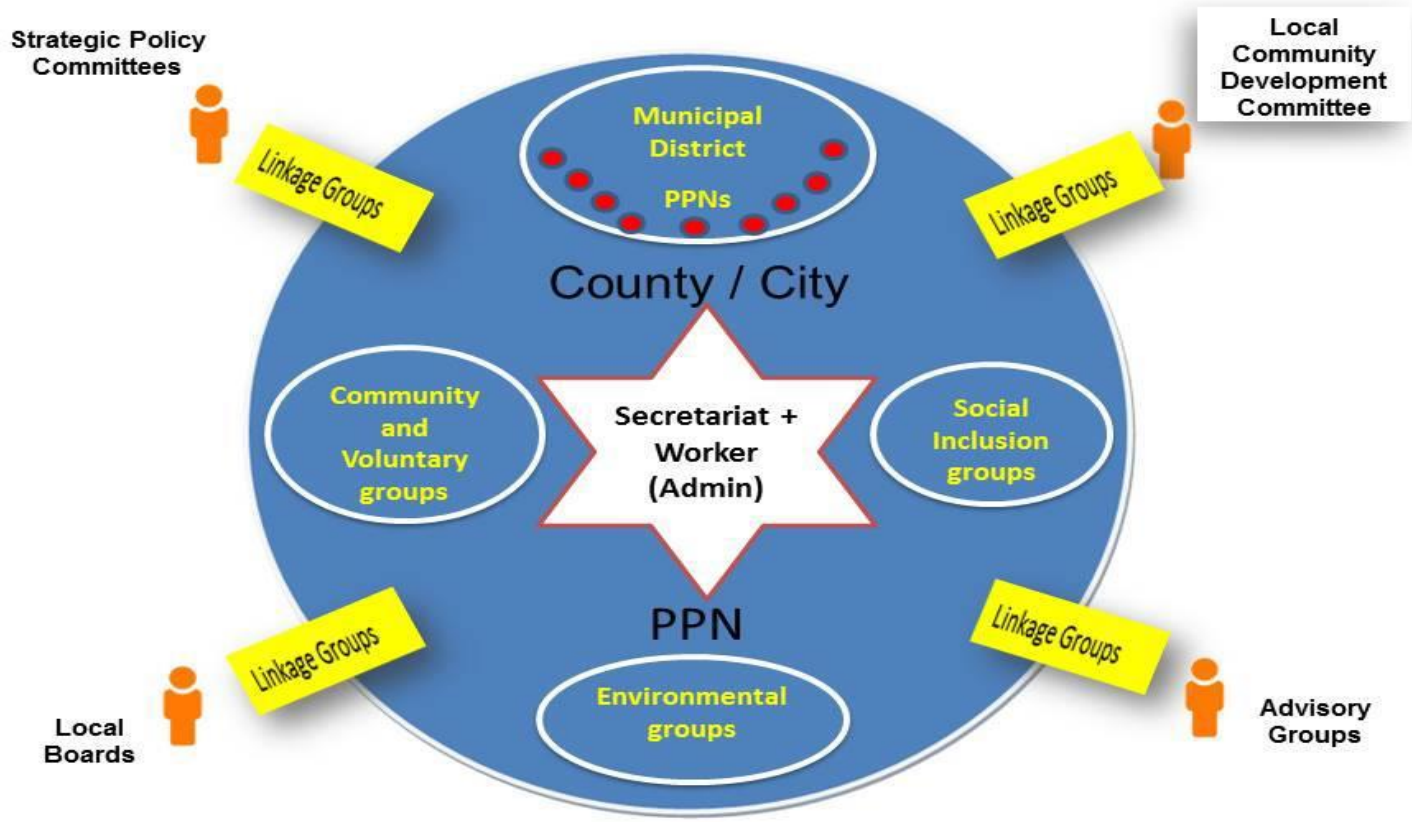 Strategic Policy
Committees
Local
Community
Development
Committee
Linkage Groups
Municipal
District
PPNs
Linkage Groups
County / City
Community
and
Voluntary
groups
Secretariat +
Worker
(Admin)
Social
Inclusion
groups
Linkage Groups
PPN
Linkage Groups
Environmental
groups
Local
Boards
Advisory
Groups